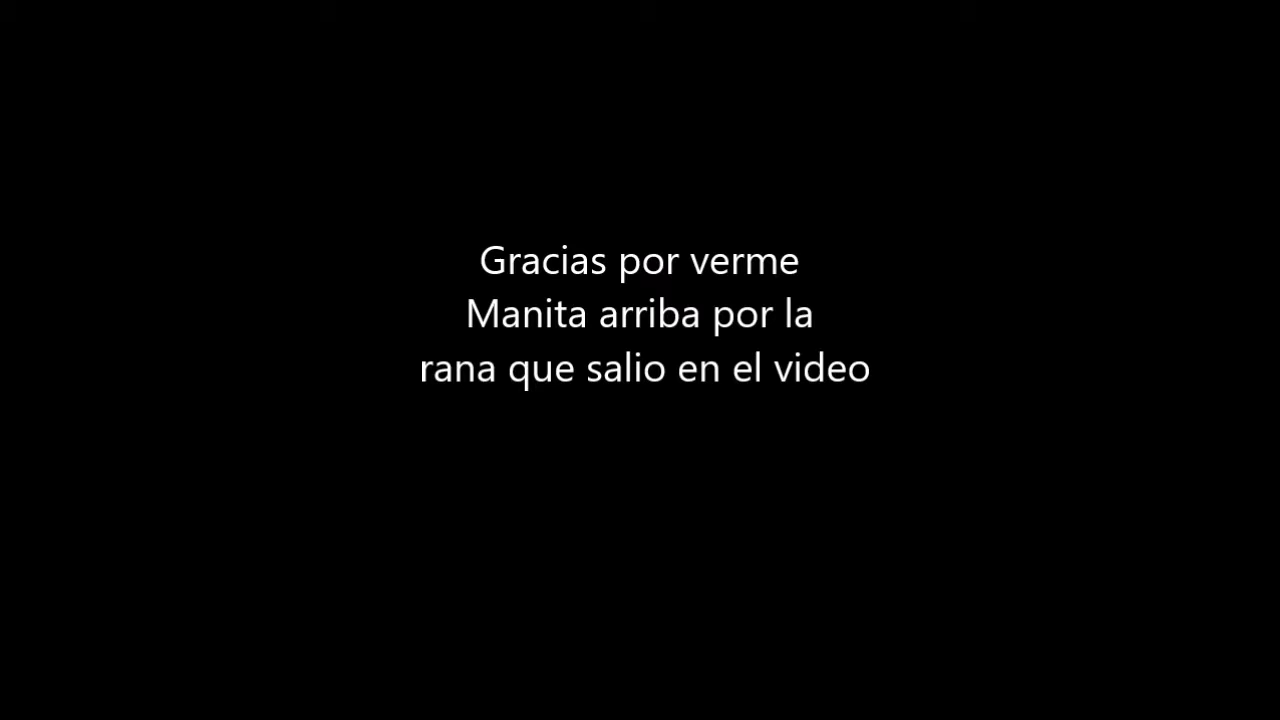 Gracias por verme
Manita arriba por la
rana que salio en el video